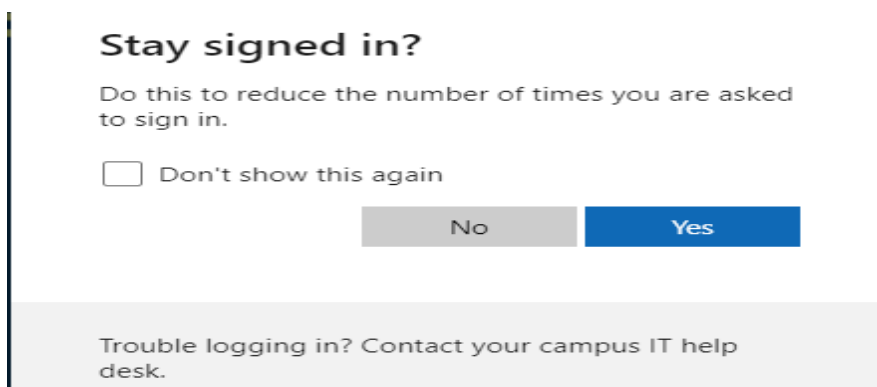 Stay signed in?
Do this to reduce the number of times you are asked
to sign in.
Don't show this again
No
Yes
Trouble logging in? Contact your campus IT help
desk.